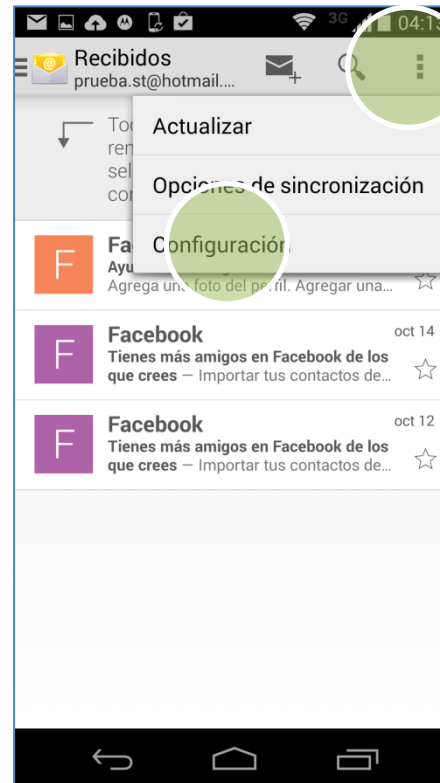 3G 04:1
Recibidos
prueba.st@hotmail....
Actualizar
Opciones de sincronización
Configuración
F
Agrega una foto del perfil. Agregar una...
F
Facebook oct 14
Tienes más amigos en Facebook de los
que crees — Importar tus contactos de...
F
Facebook oct 12
Tienes más amigos en Facebook de los
que crees — Importar tus contactos de...